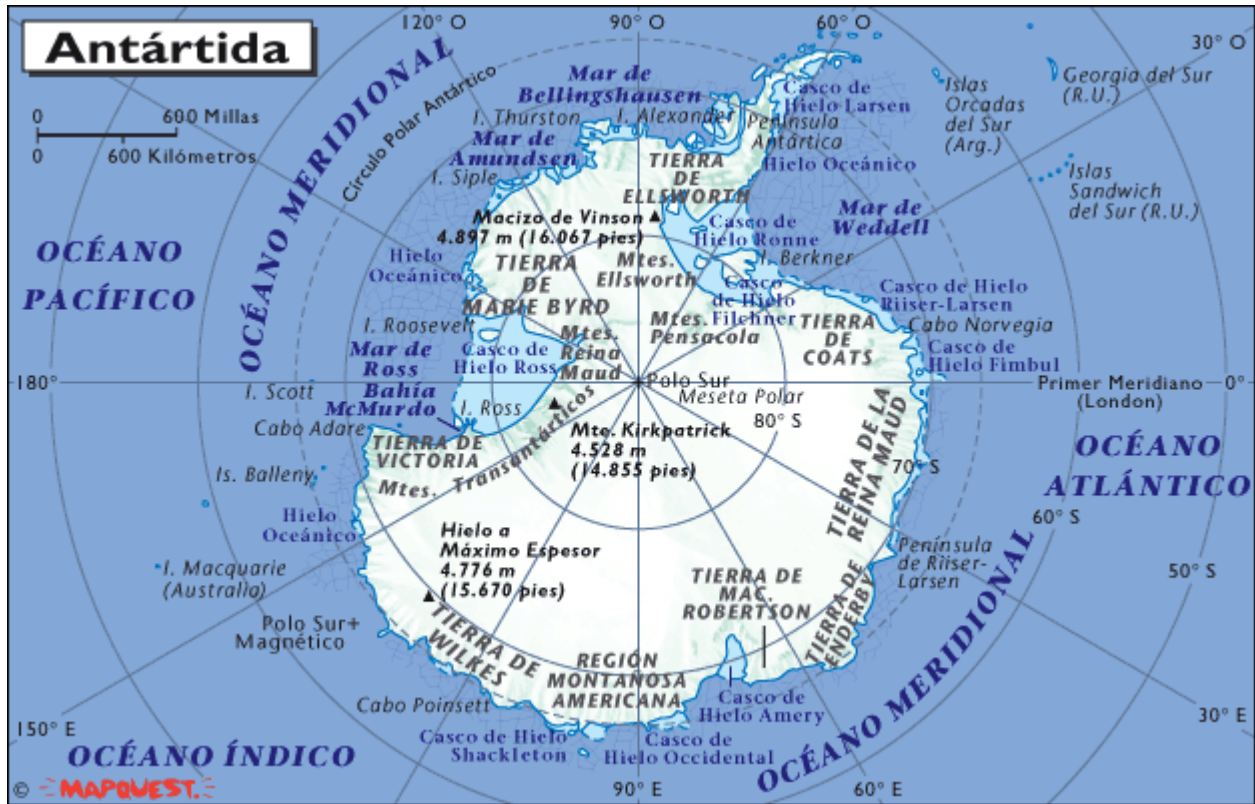 Antártida
120° O
90° O
60° O
30° O
0
600 Millas
0
600 Kilómetros
OCÉANO MERIDIONAL
Círculo Polar Antártico
Mar de
Bellingshausen
I. Thurston
I. Alexander
Mar de
Amundsen
I. Siple
Casco de
Hielo Larsen
Península
Antártica
Hielo Oceánico
Islas
Orcadas
del Sur
(Arg.)
Georgia del Sur
(R.U.)
Islas
Sandwich
del Sur (R.U.)
TIERRA
DE
ELLSWORTH
Macizo de Vinson
4.897 m (16.067 pies)
Casco de
Hielo Ronne
Mar de
Weddell
I. Berkner
OCÉANO
PACÍFICO
Hielo
Oceánico
TIERRA
DE
MARIE BYRD
Mtes.
Ellsworth
Casco
de Hielo
Filchner
Casco de Hielo
Riiser-Larsen
Cabo Norvegia
I. Roosevelt
Mtes.
Reina
Maud
Mtes.
Pensacola
TIERRA
DE
COATS
Casco de
Hielo Fimbul
Mar de
Ross
Casco de
Hielo Ross
Bahía
McMurdo
180°
I. Scott
I. Ross
Polo Sur
Meseta Polar
Primer Meridiano
(London)
0°
Cabo Adare
TIERRA DE
VICTORIA
Mtes. Transantárticos
Mte. Kirkpatrick
4.528 m
(14.855 pies)
80° S
70° S
60° S
50° S
TIERRA DE LA
REINA MAUD
OCÉANO
ATLÁNTICO
Is. Balleny
Hielo
Oceánico
Hielo a
Máximo Espesor
4.776 m
(15.670 pies)
I. Macquarie
(Australia)
Península
de Riiser-
Larsen
TIERRA DE
MAC.
ROBERTSON
TIERRA DE
ENDERBY
Polo Sur+
Magnético
TIERRA DE
WILKES
REGIÓN
MONTAÑOSA
AMERICANA
Casco de
Hielo Amery
OCÉANO MERIDIONAL
Cabo Poinsett
Casco de Hielo
Shackleton
Casco de
Hielo Occidental
150° E
OCÉANO ÍNDICO
30° E
© MAPQUEST.
90° E
60° E